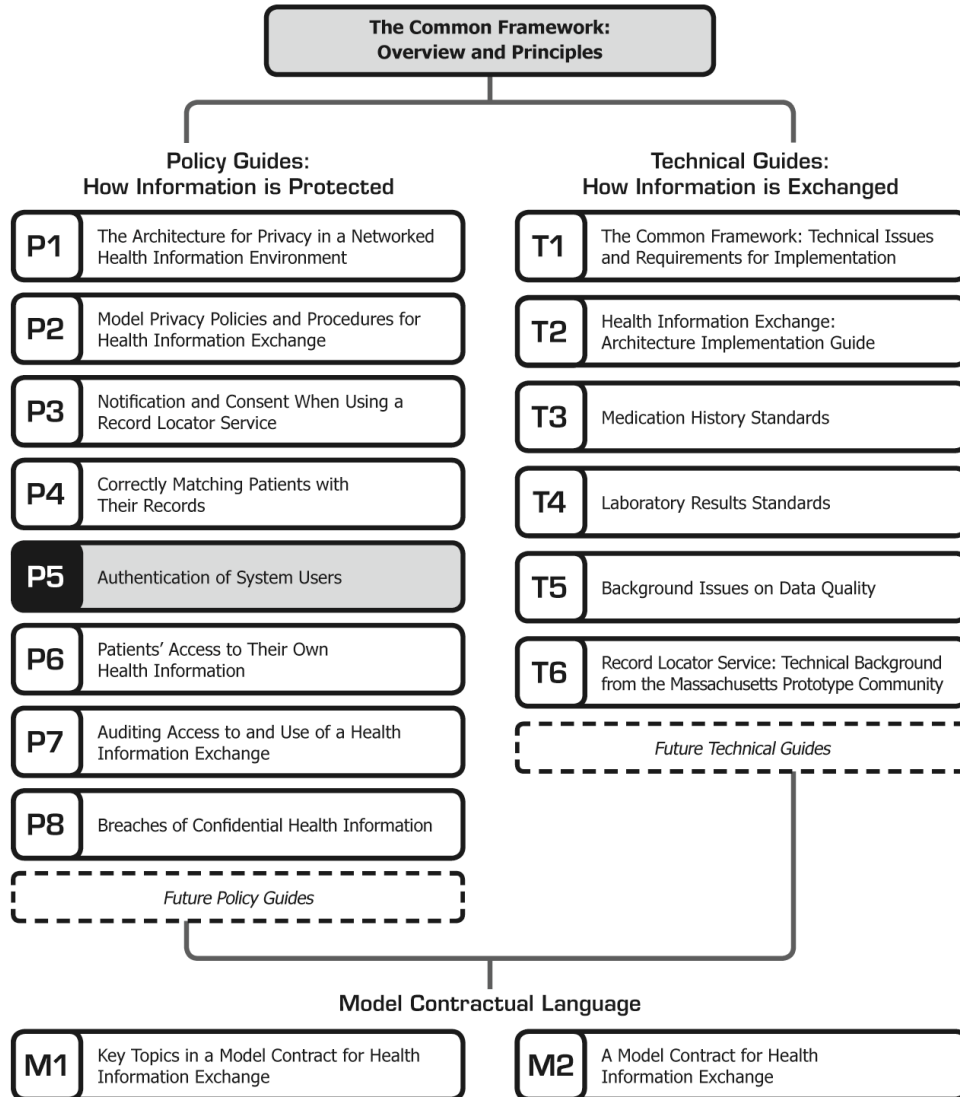 The Common Framework:
Overview and Principles
Policy Guides:
How Information is Protected
P1
The Architecture for Privacy in a Networked
Health Information Environment
P2
Model Privacy Policies and Procedures for
Health Information Exchange
P3
Notification and Consent When Using a
Record Locator Service
P4
Correctly Matching Patients with
Their Records
P5
Authentication of System Users
P6
Patients’ Access to Their Own
Health Information
P7
Auditing Access to and Use of a Health
Information Exchange
P8
Breaches of Confidential Health Information
Future Policy Guides
Technical Guides:
How Information is Exchanged
T1
The Common Framework: Technical Issues
and Requirements for Implementation
T2
Health Information Exchange:
Architecture Implementation Guide
T3
Medication History Standards
T4
Laboratory Results Standards
T5
Background Issues on Data Quality
T6
Record Locator Service: Technical Background
from the Massachusetts Prototype Community
Future Technical Guides
Model Contractual Language
M1
Key Topics in a Model Contract for Health
Information Exchange
M2
A Model Contract for Health
Information Exchange